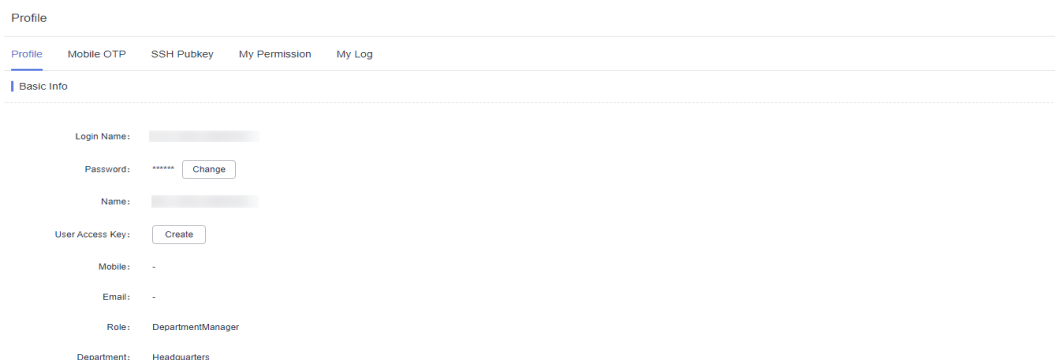 Profile
Profile Mobile OTP SSH Pubkey My Permission My Log
Basic Info
Login Name:
Password: ****** Change
Name:
User Access Key: Create
Mobile: -
Email: -
Role: DepartmentManager
Department: Headquarters